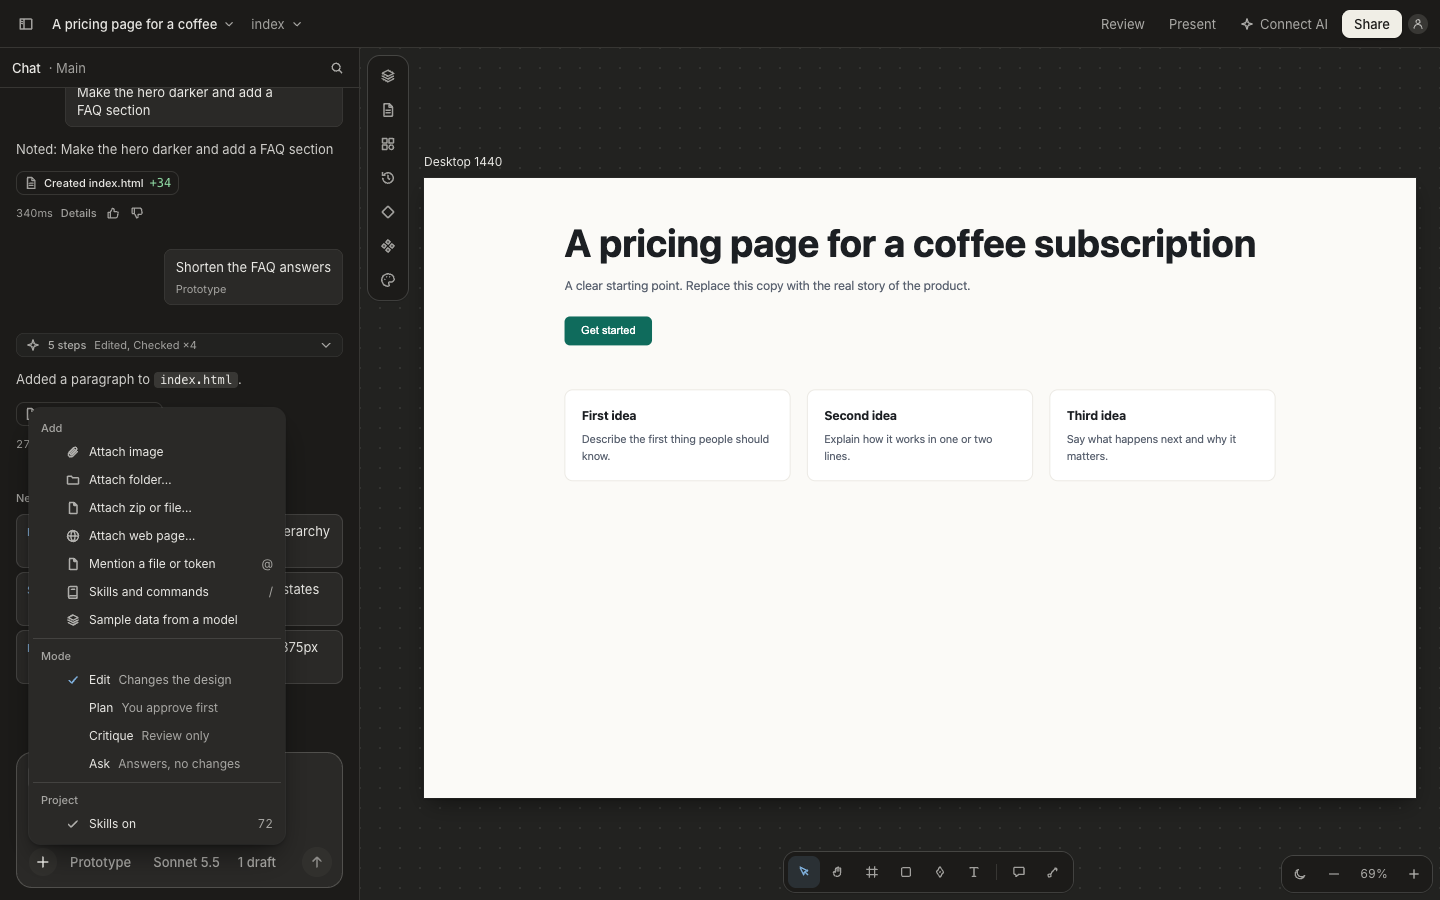 A pricing page for a coffee
index
Review
Present
Connect AI
Share
Chat · Main
Make the hero darker and add a
FAQ section
Noted: Make the hero darker and add a FAQ section
Created index.html +34
340ms Details
Shorten the FAQ answers
Prototype
5 steps Edited, Checked ×4
Added a paragraph to index.html.
27
Ne
erarchy
states
375px
Add
Attach image
Attach folder...
Attach zip or file...
Attach web page...
Mention a file or token @
Skills and commands /
Sample data from a model
Mode
Edit Changes the design
Plan You approve first
Critique Review only
Ask Answers, no changes
Project
Skills on 72
Prototype Sonnet 5.5 1 draft
Desktop 1440
A pricing page for a coffee subscription
A clear starting point. Replace this copy with the real story of the product.
Get started
First idea
Describe the first thing people should
know.
Second idea
Explain how it works in one or two
lines.
Third idea
Say what happens next and why it
matters.
69%